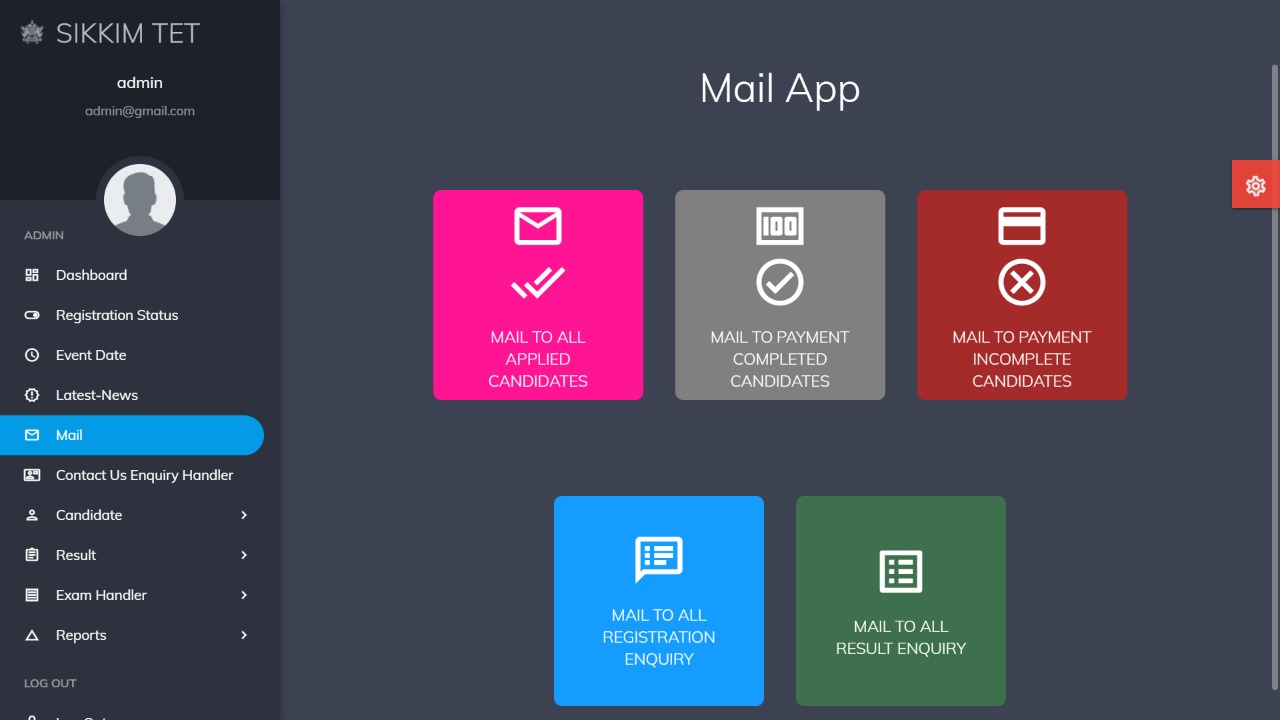 SIKKIM TET
admin
admin@gmail.com
ADMIN
Dashboard
Registration Status
Event Date
Latest-News
Mail
Contact Us Enquiry Handler
Candidate
Result
Exam Handler
Reports
LOG OUT
Mail App
MAIL TO ALL
APPLIED
CANDIDATES
100
MAIL TO PAYMENT
COMPLETED
CANDIDATES
MAIL TO PAYMENT
INCOMPLETE
CANDIDATES
MAIL TO ALL
REGISTRATION
ENQUIRY
MAIL TO ALL
RESULT ENQUIRY